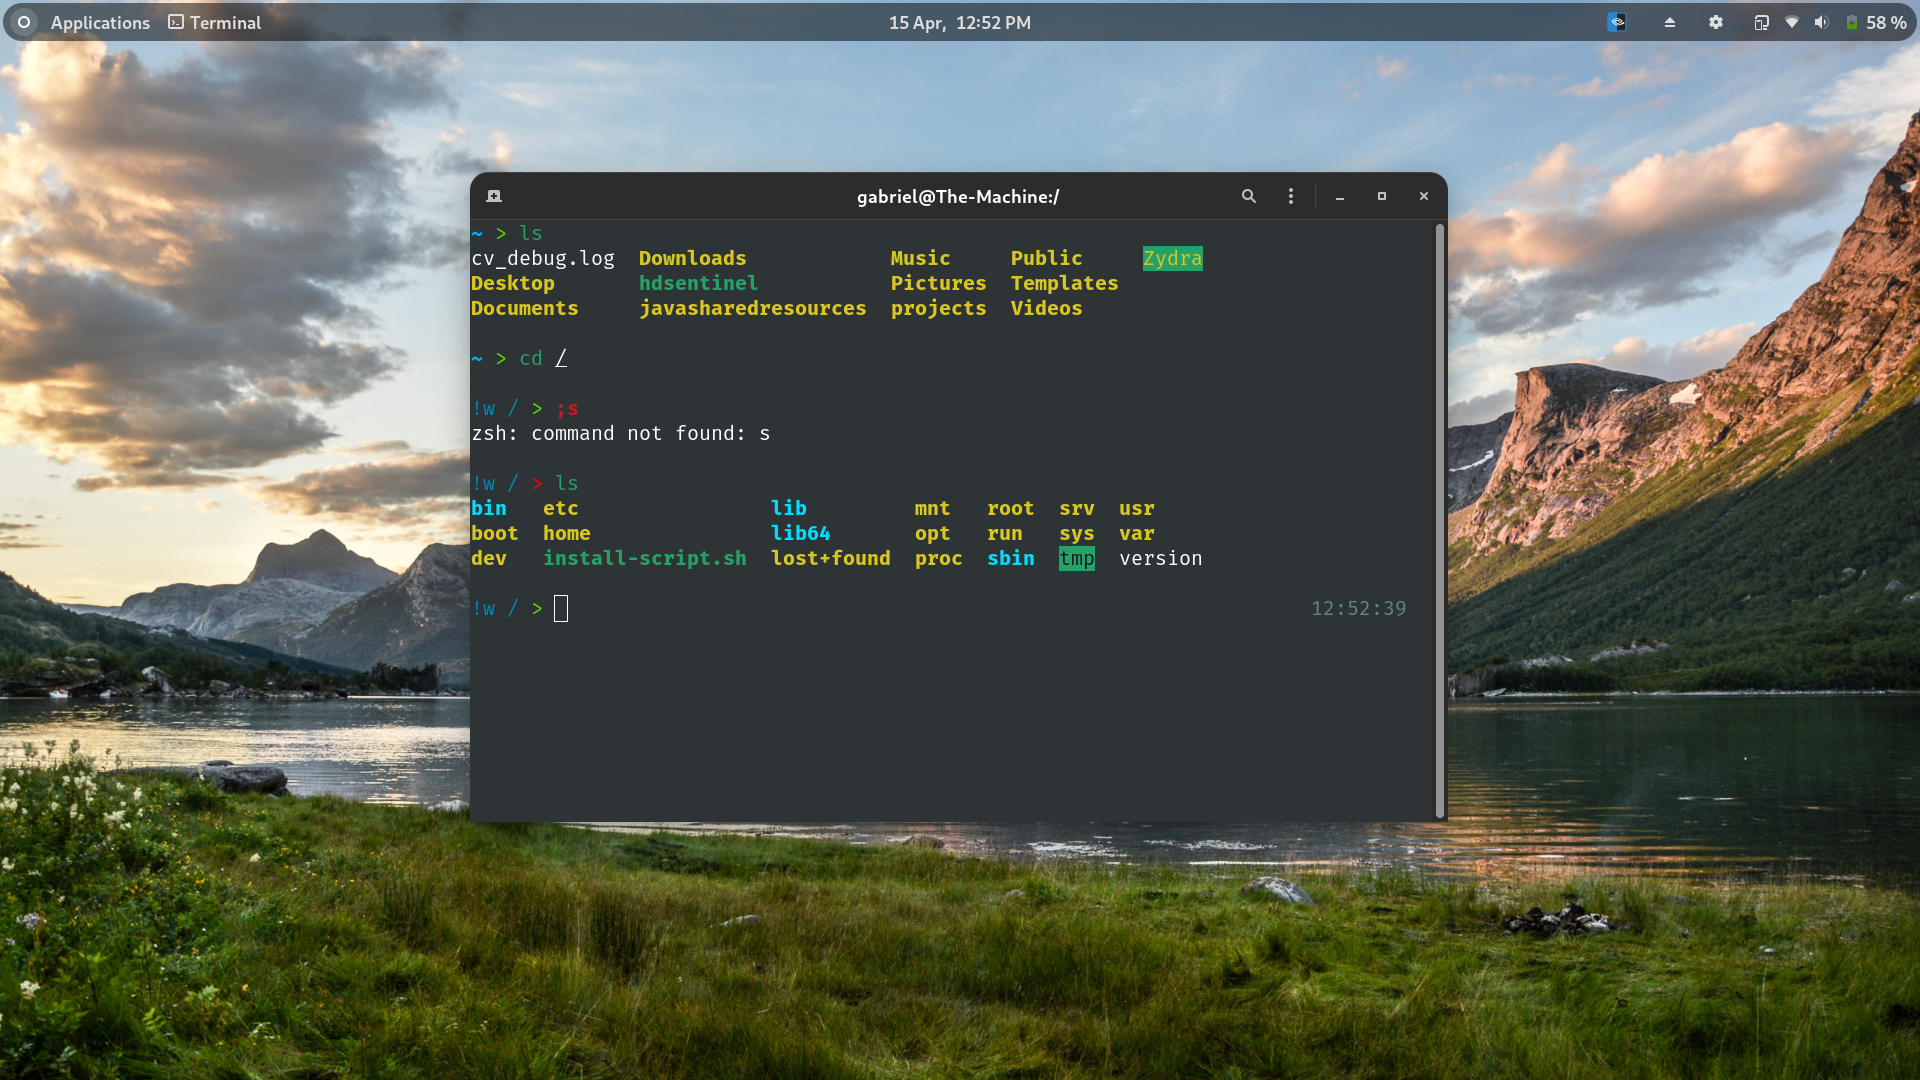 Applications Terminal 15 Apr, 12:52 PM 58 %
gabriel@The-Machine:/
~ > ls
cv_debug.log Downloads Music Public Zydra
Desktop hdsentinel Pictures Templates
Documents javasharedresources projects Videos
~ > cd /
!w / > ;s
zsh: command not found: s
!w / > ls
bin etc lib mnt root srv usr
boot home lib64 opt run sys var
dev install-script.sh lost+found proc sbin tmp version
!w / > 12:52:39